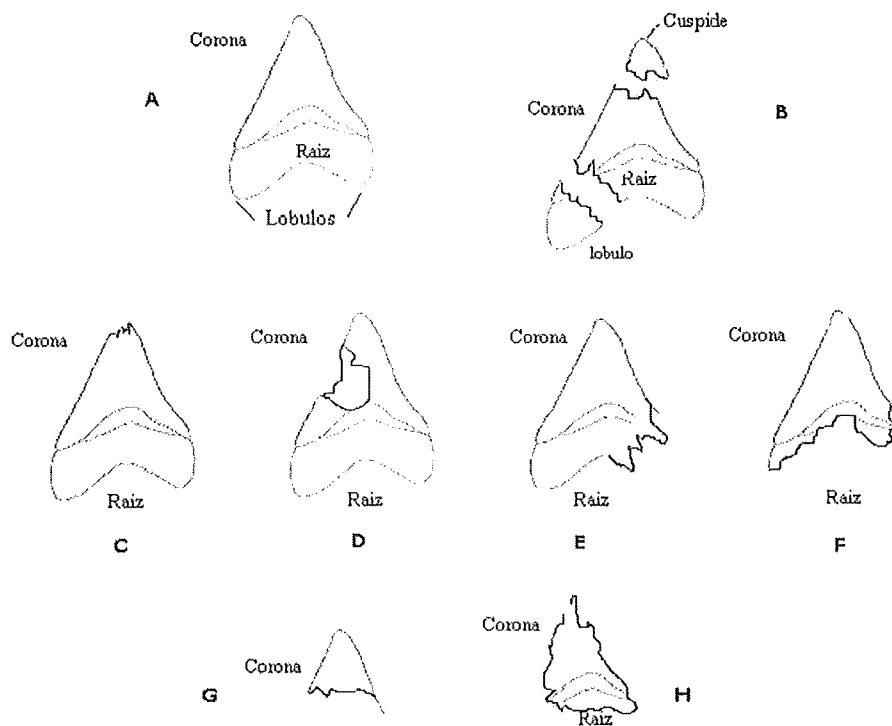 Corona
Raiz
Lobulos
A
Cuspide
Corona
Raiz
lobulo
B
Corona
Raiz
C
Corona
Raiz
D
Corona
Raiz
E
Corona
Raiz
F
Corona
G
Corona
Raiz
H